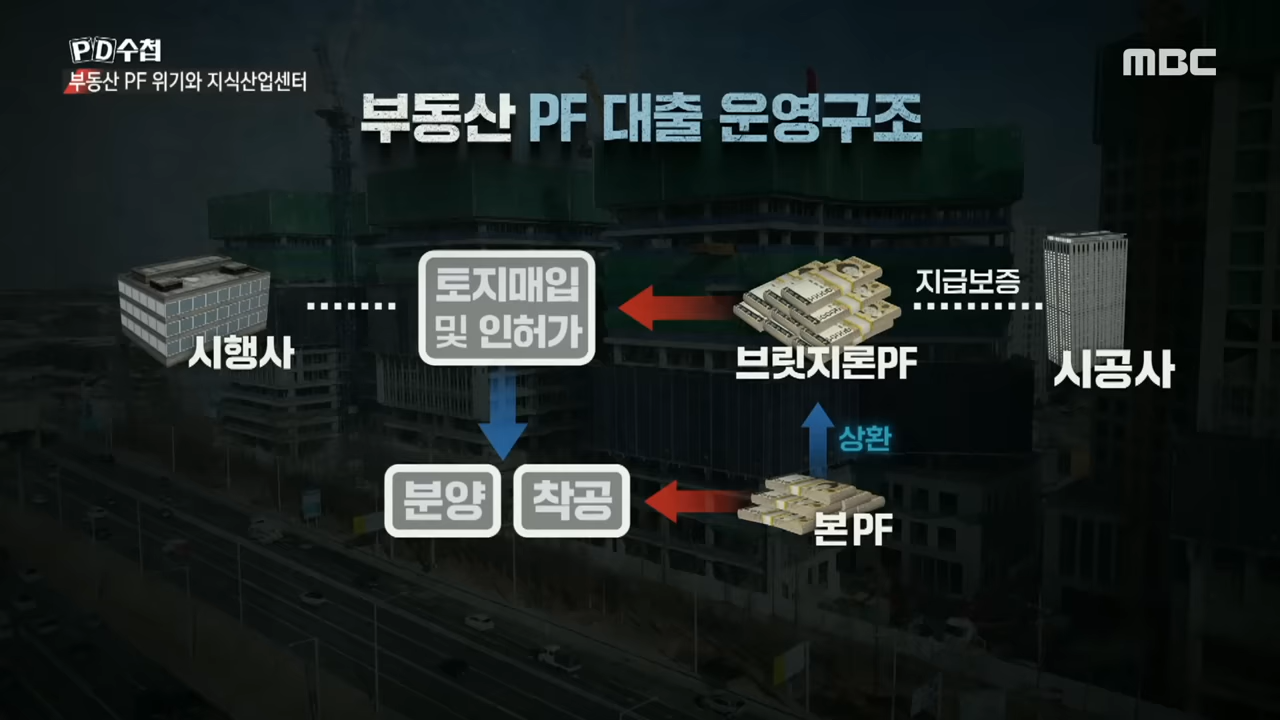 PD수첩
MBC
부동산 PF 위기와 지식산업센터
부동산 PF 대출 운영구조
토지매입
및 인허가
지급보증
시행사
브릿지론PF
시공사
상환
분양
착공
본PF